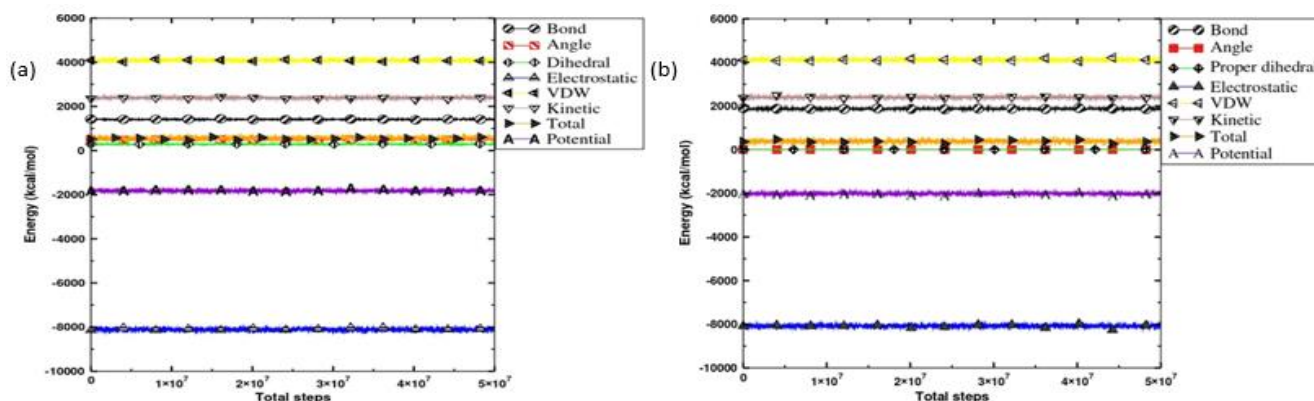 (a)
Energy (kcal/mol)
6000
4000
2000
0
-2000
-4000
-6000
-8000
-10000
0 1×10⁷ 2×10⁷ 3×10⁷ 4×10⁷ 5×10⁷
Total steps
Bond
Angle
Dihedral
Electrostatic
VDW
Kinetic
Total
Potential
(b)
Energy (kcal/mol)
6000
4000
2000
0
-2000
-4000
-6000
-8000
-10000
0 1×10⁷ 2×10⁷ 3×10⁷ 4×10⁷ 5×10⁷
Total steps
Bond
Angle
Proper dihedral
Electrostatic
VDW
Kinetic
Total
Potential